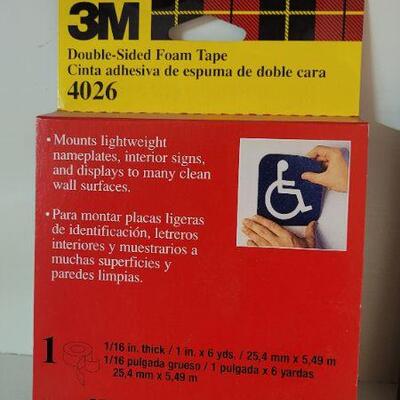 3M
Double-Sided Foam Tape
Cinta adhesiva de espuma de doble cara
4026
• Mounts lightweight
nameplates, interior signs,
and displays to many clean
wall surfaces.
• Para montar placas ligeras
de identificación, letreros
interiores y muestrarios a
muchas superficies y
paredes limpias.
1
1/16 in. thick / 1 in. x 6 yds. / 25,4 mm x 5,49 m
1/16 pulgada grueso / 1 pulgada x 6 yardas
25,4 mm x 5,49 m